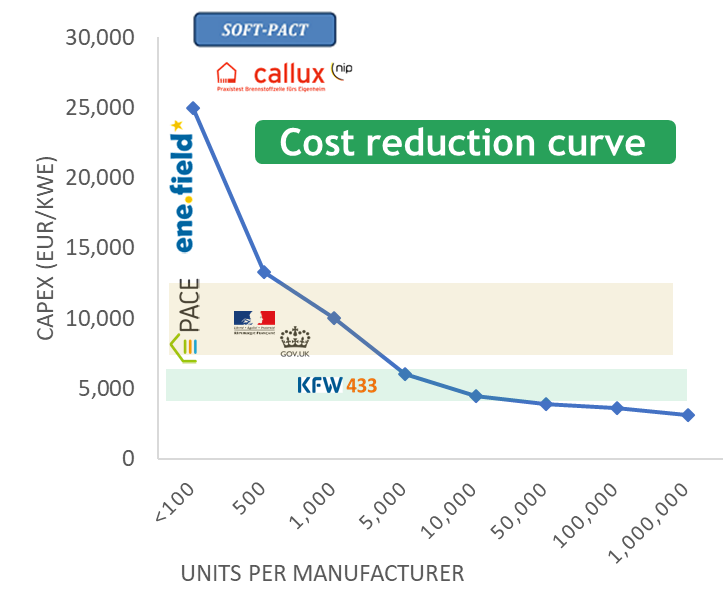 SOFT-PACT
30,000
callux nip
Praxistest Brennstoffzelle fürs Eigenheim
25,000
Cost reduction curve
ene.field
20,000
CAPEX (EUR/KWE)
15,000
PACE
10,000
RÉPUBLIQUE FRANÇAISE
GOV.UK
5,000
KFW 433
0
<100
500
1,000
5,000
10,000
50,000
100,000
1,000,000
UNITS PER MANUFACTURER